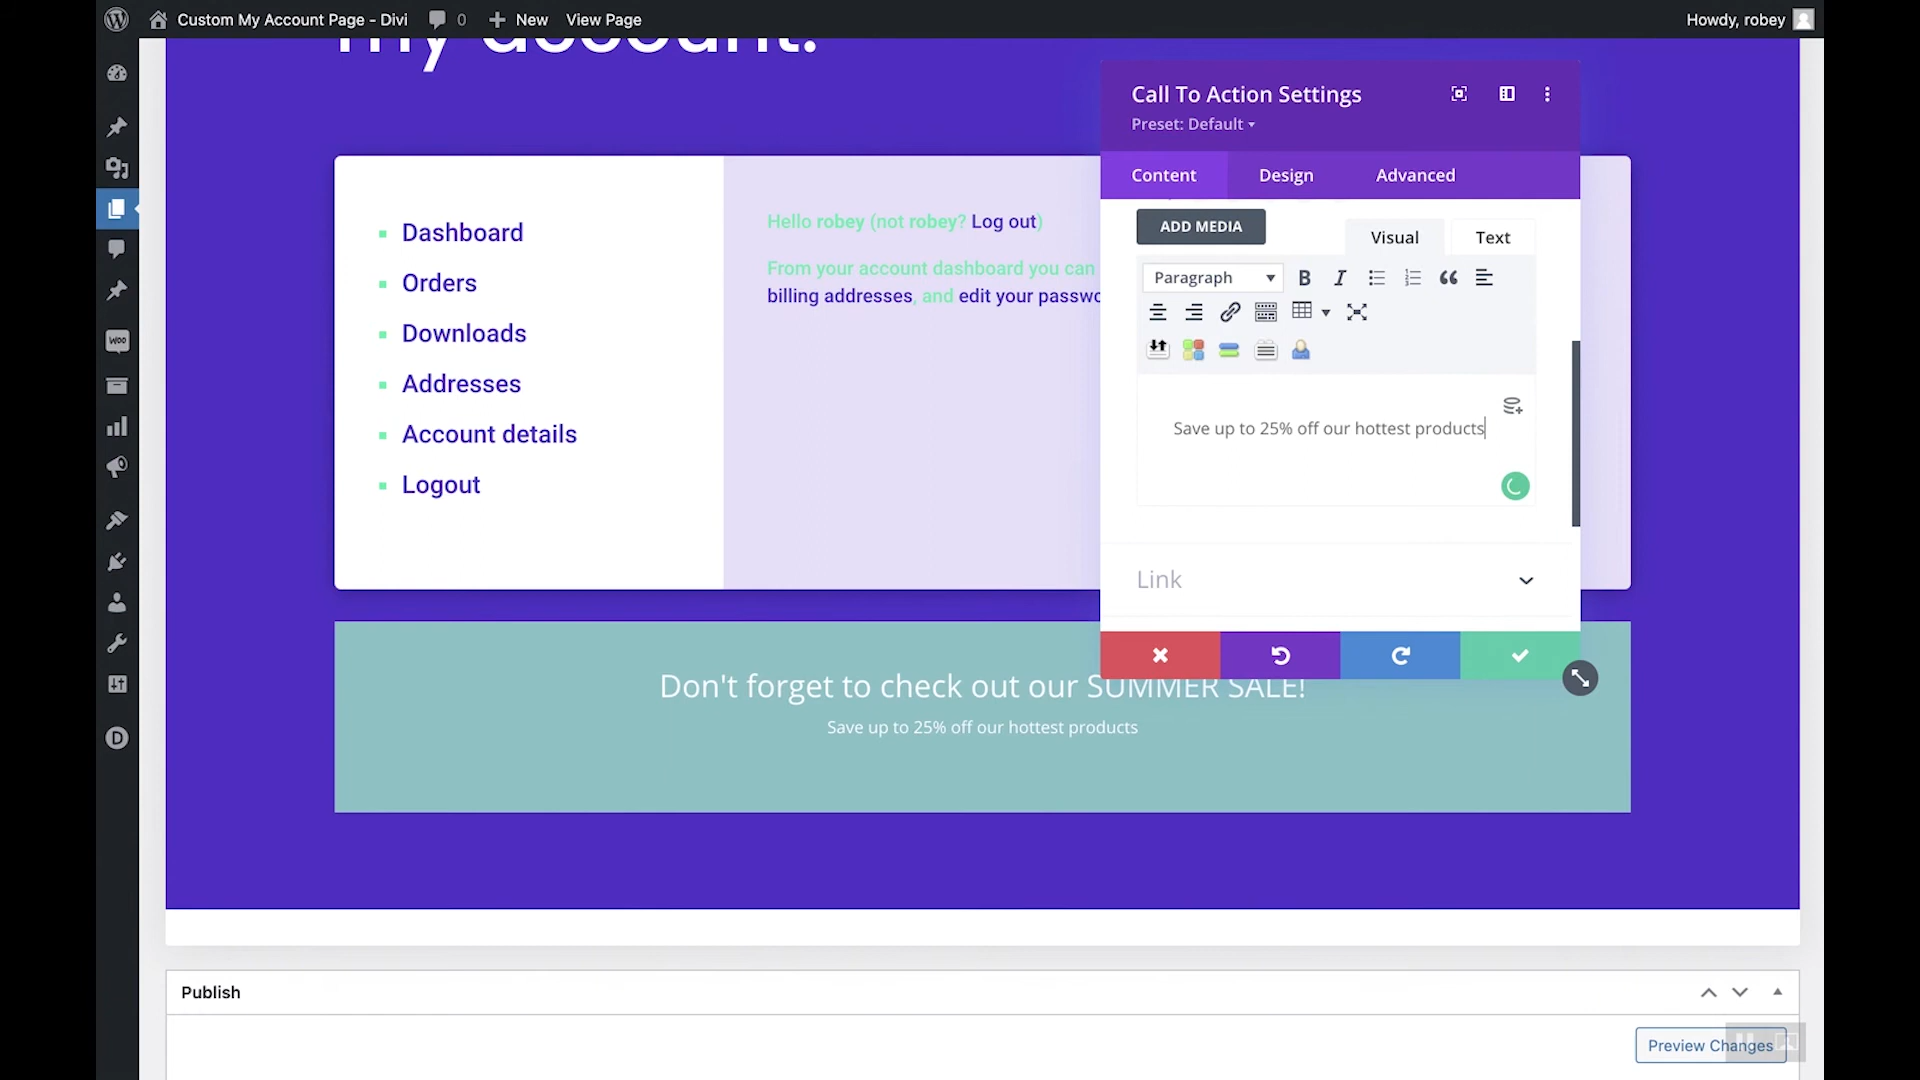 Custom My Account Page - Divi 0 New View Page Howdy, robey
my account.
Call To Action Settings
Preset: Default
Content Design Advanced
ADD MEDIA
Visual Text
Paragraph
Save up to 25% off our hottest products
Link
Dashboard
Orders
Downloads
Addresses
Account details
Logout
Hello robey (not robey? Log out)
From your account dashboard you can
billing addresses, and edit your passwo
Don't forget to check out our SUMMER SALE!
Save up to 25% off our hottest products
Publish
Preview Changes
WOO
D